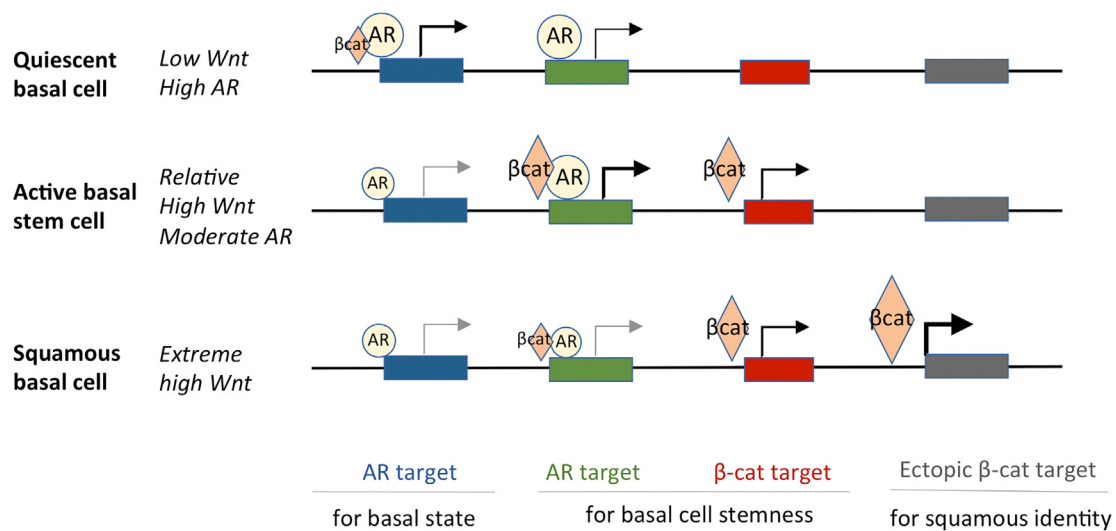 Quiescent
basal cell
Low Wnt
High AR
βcat
AR
AR
Active basal
stem cell
Relative
High Wnt
Moderate AR
AR
βcat
AR
βcat
Squamous
basal cell
Extreme
high Wnt
AR
βcat
AR
βcat
βcat
AR target
AR target
β-cat target
Ectopic β-cat target
for basal state
for basal cell stemness
for squamous identity